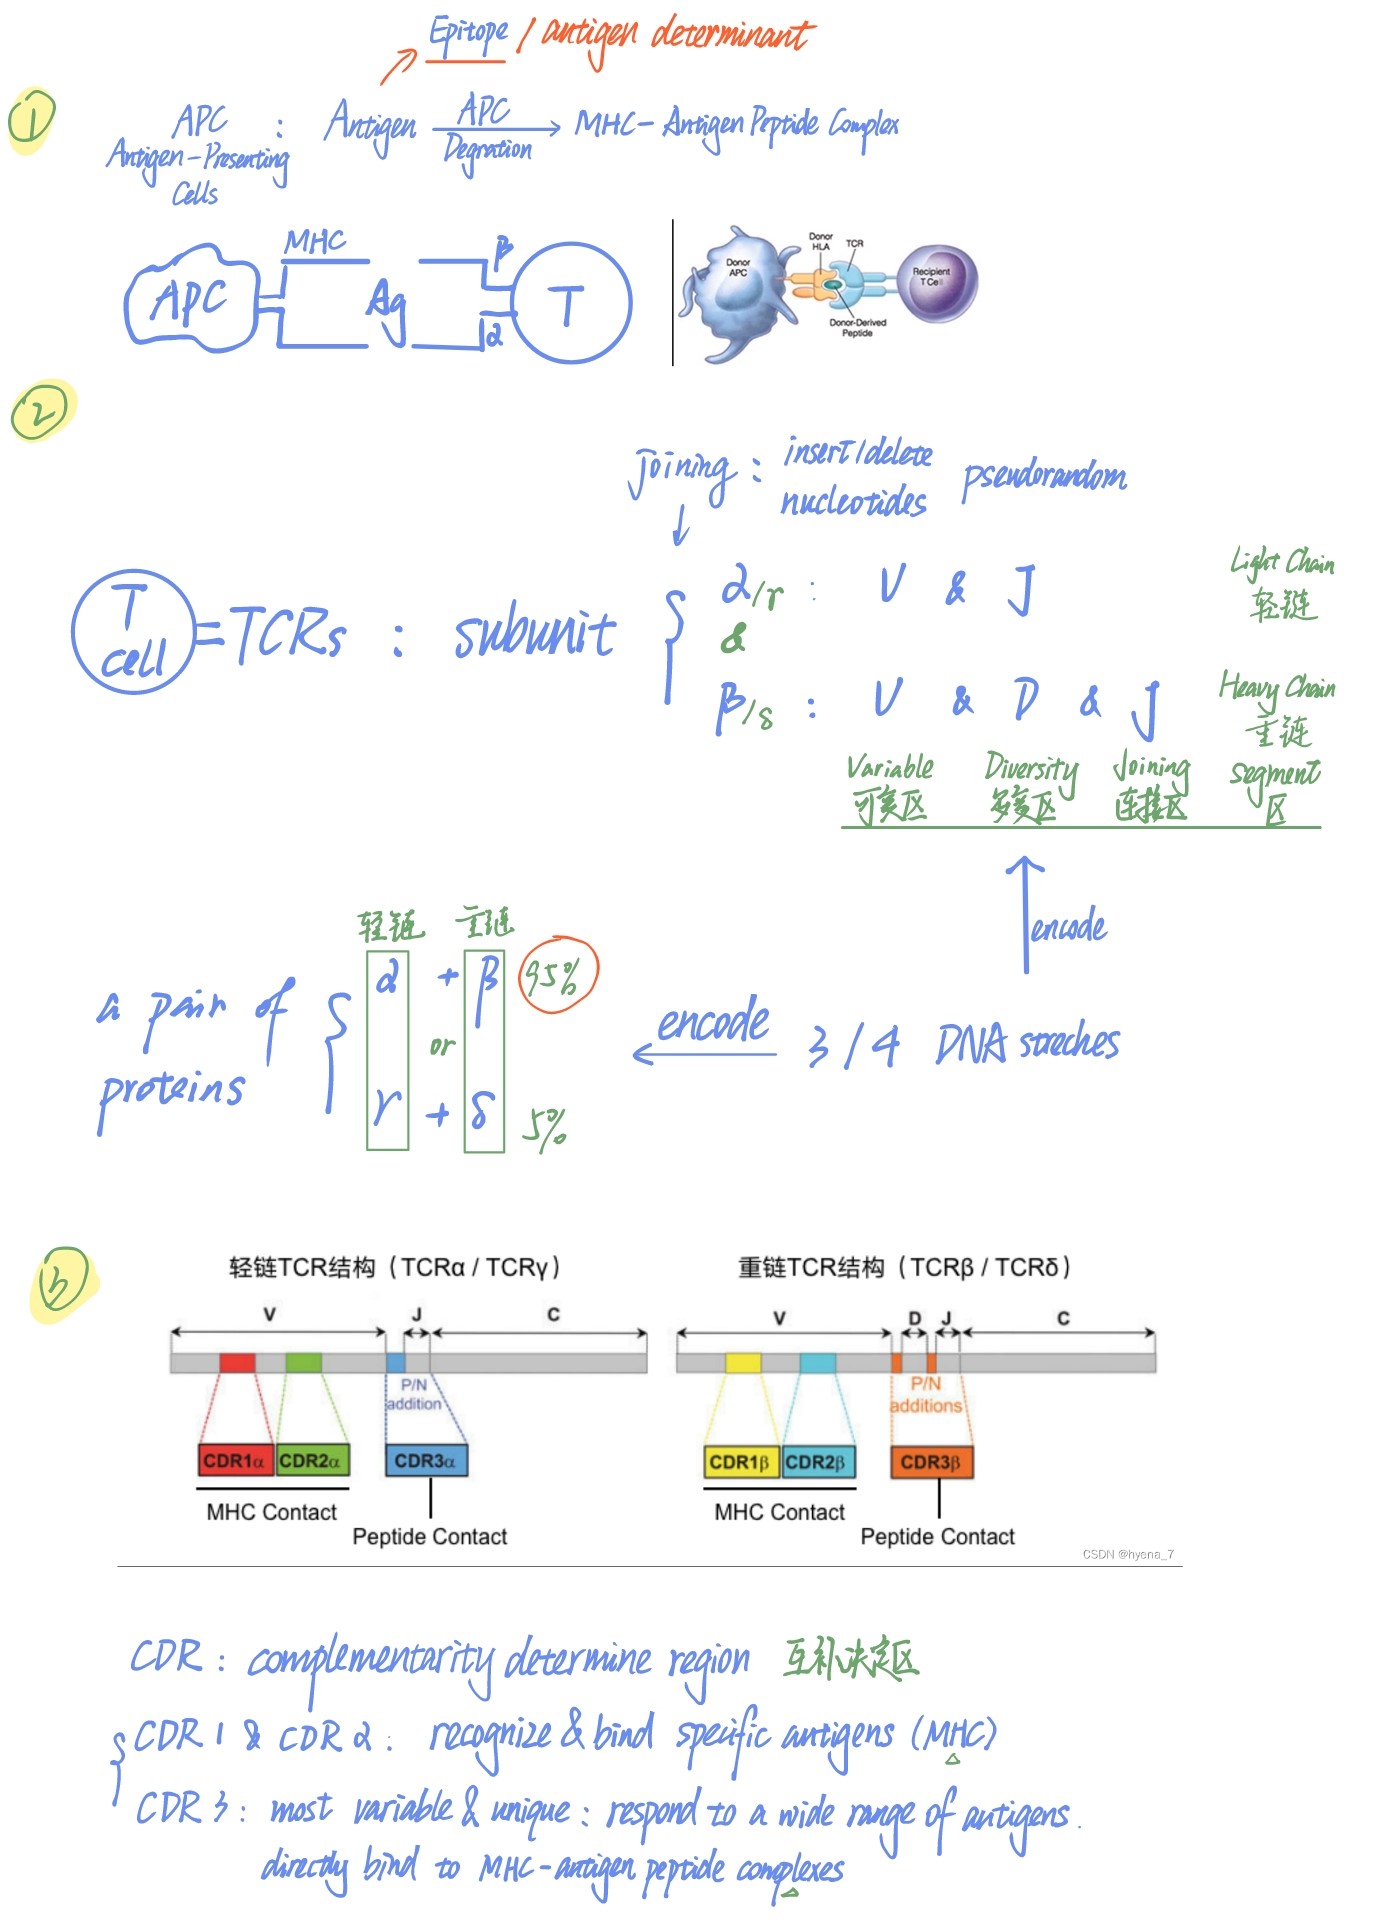 Epitope / antigen determinant
①
APC : Antigen APC MHC-Antigen Peptide Complex
Antigen-Presenting Degration
Cells
MHC β
APC Ag T
α
Donor APC
Donor HLA
TCR
Recipient T Cell
Donor-Derived Peptide
②
joining : insert/delete pseudorandom
nucleotides
T cell = TCRs : subunit
α/r : V & J
Light Chain
轻链
&
β/δ : V & D & J
Heavy Chain
重链
Variable Diversity Joining segment
可变区 多变区 连接区 区
encode
轻链 重链
a pair of proteins
α + β 95%
or
r + δ 5%
encode 3/4 DNA streches
3
轻链TCR结构（TCRα / TCRγ） 重链TCR结构（TCRβ / TCRδ）
V J C V D J C
P/N addition P/N additions
CDR1α CDR2α CDR3α CDR1β CDR2β CDR3β
MHC Contact MHC Contact
Peptide Contact Peptide Contact
CSDN @hyena_7
CDR : complementarity determine region 互补决定区
CDR 1 & CDR 2 : recognize & bind specific antigens (MHC)
CDR 3 : most variable & unique : respond to a wide range of antigens.
directly bind to MHC-antigen peptide complexes